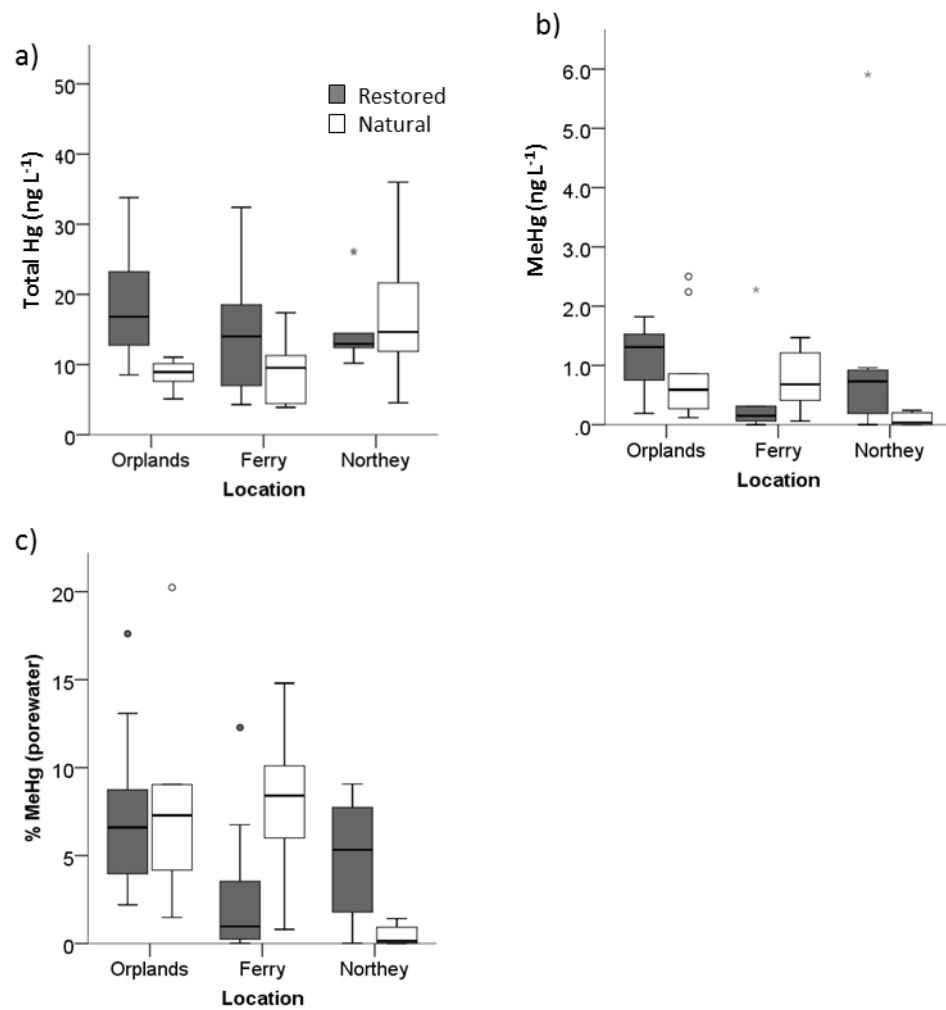 a)
Total Hg (ng L-1)
50
40
30
20
10
0
Restored
Natural
Orplands Ferry Northey
Location
b)
MeHg (ng L-1)
6.0
5.0
4.0
3.0
2.0
1.0
.0
Orplands Ferry Northey
Location
c)
% MeHg (porewater)
20
15
10
5
0
Orplands Ferry Northey
Location